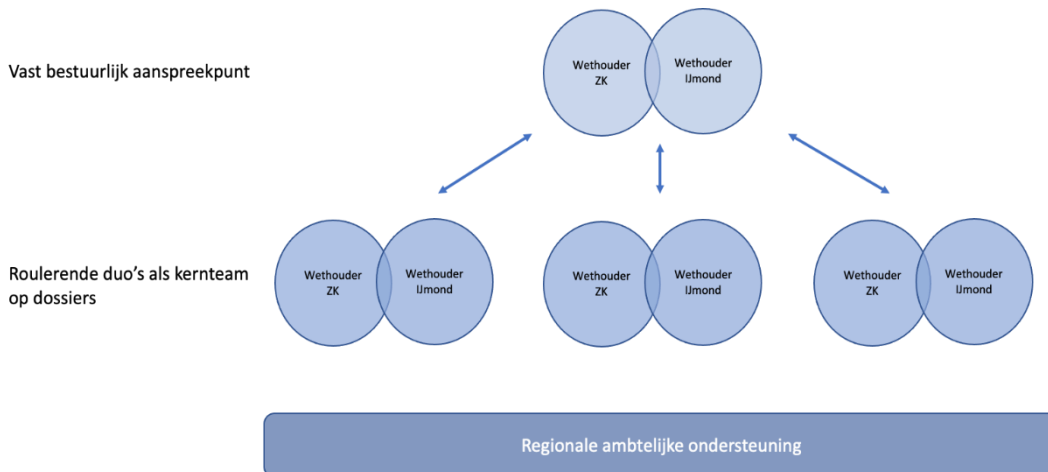 Vast bestuurlijk aanspreekpunt
Wethouder
ZK
Wethouder
IJmond
Roulerende duo's als kernteam
op dossiers
Wethouder
ZK
Wethouder
IJmond
Wethouder
ZK
Wethouder
IJmond
Wethouder
ZK
Wethouder
IJmond
Regionale ambtelijke ondersteuning